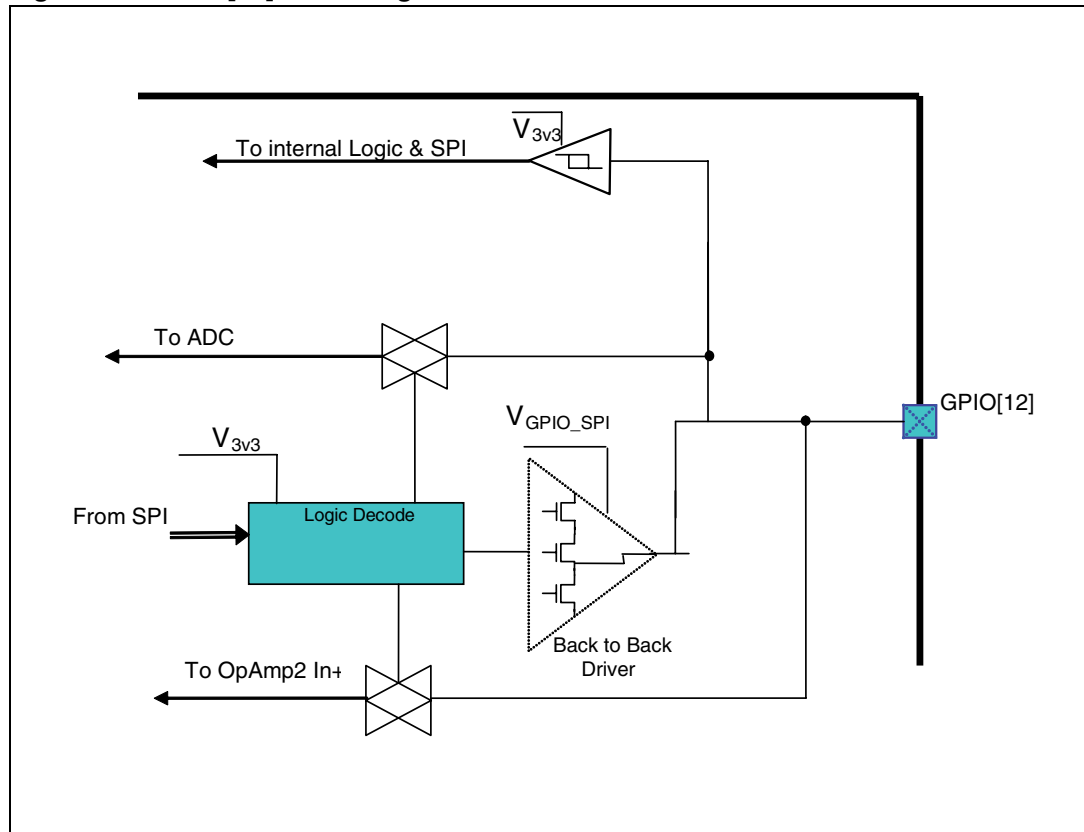 V3v3
To internal Logic & SPI
To ADC
GPIO[12]
VGPIO_SPI
V3v3
From SPI
Logic Decode
Back to Back
Driver
To OpAmp2 In+